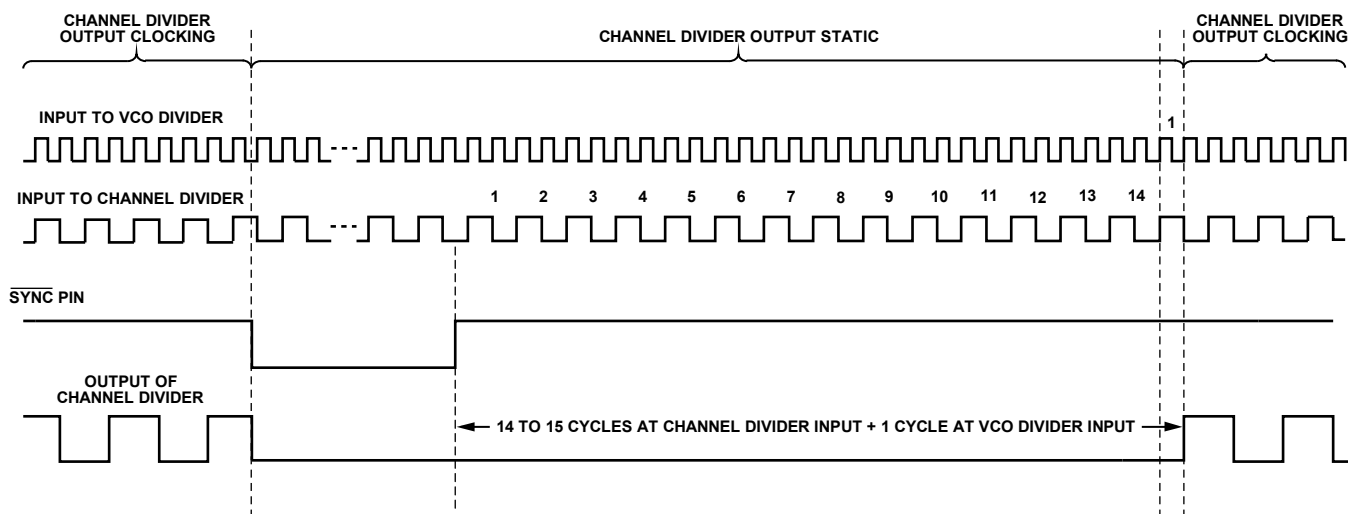 CHANNEL DIVIDER
OUTPUT CLOCKING
CHANNEL DIVIDER OUTPUT STATIC
CHANNEL DIVIDER
OUTPUT CLOCKING
INPUT TO VCO DIVIDER
1
INPUT TO CHANNEL DIVIDER
1 2 3 4 5 6 7 8 9 10 11 12 13 14
SYNC PIN
OUTPUT OF
CHANNEL DIVIDER
14 TO 15 CYCLES AT CHANNEL DIVIDER INPUT + 1 CYCLE AT VCO DIVIDER INPUT